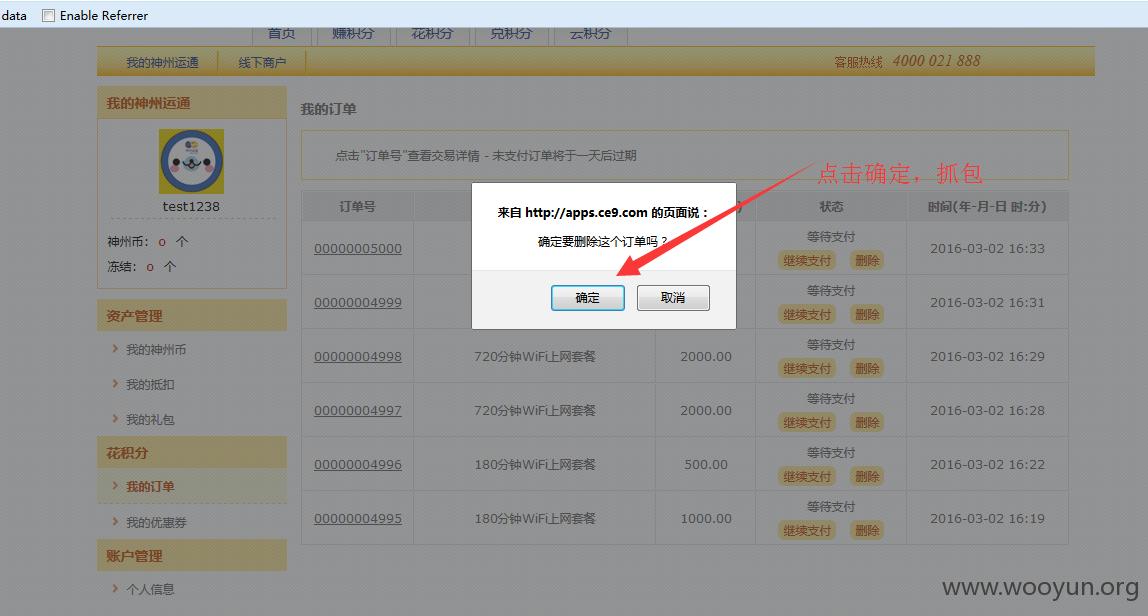 data Enable Referrer
首页 赚积分 花积分 兑积分 云积分
我的神州运通 线下商户 客服热线 4000 021 888
我的神州运通
test1238
神州币： 0 个
冻结： 0 个
资产管理
我的神州币
我的抵扣
我的礼包
花积分
我的订单
我的优惠券
账户管理
个人信息
我的订单
点击"订单号"查看交易详情 - 未支付订单将于一天后过期
点击确定，抓包
来自 http://apps.ce9.com 的页面说：
确定要删除这个订单吗？
确定 取消
订单号 状态 时间(年-月-日 时:分)
00000005000 等待支付 继续支付 删除 2016-03-02 16:33
00000004999 等待支付 继续支付 删除 2016-03-02 16:31
00000004998 720分钟WiFi上网套餐 2000.00 等待支付 继续支付 删除 2016-03-02 16:29
00000004997 720分钟WiFi上网套餐 2000.00 等待支付 继续支付 删除 2016-03-02 16:28
00000004996 180分钟WiFi上网套餐 500.00 等待支付 继续支付 删除 2016-03-02 16:22
00000004995 180分钟WiFi上网套餐 1000.00 等待支付 继续支付 删除 2016-03-02 16:19
www.wooyun.org